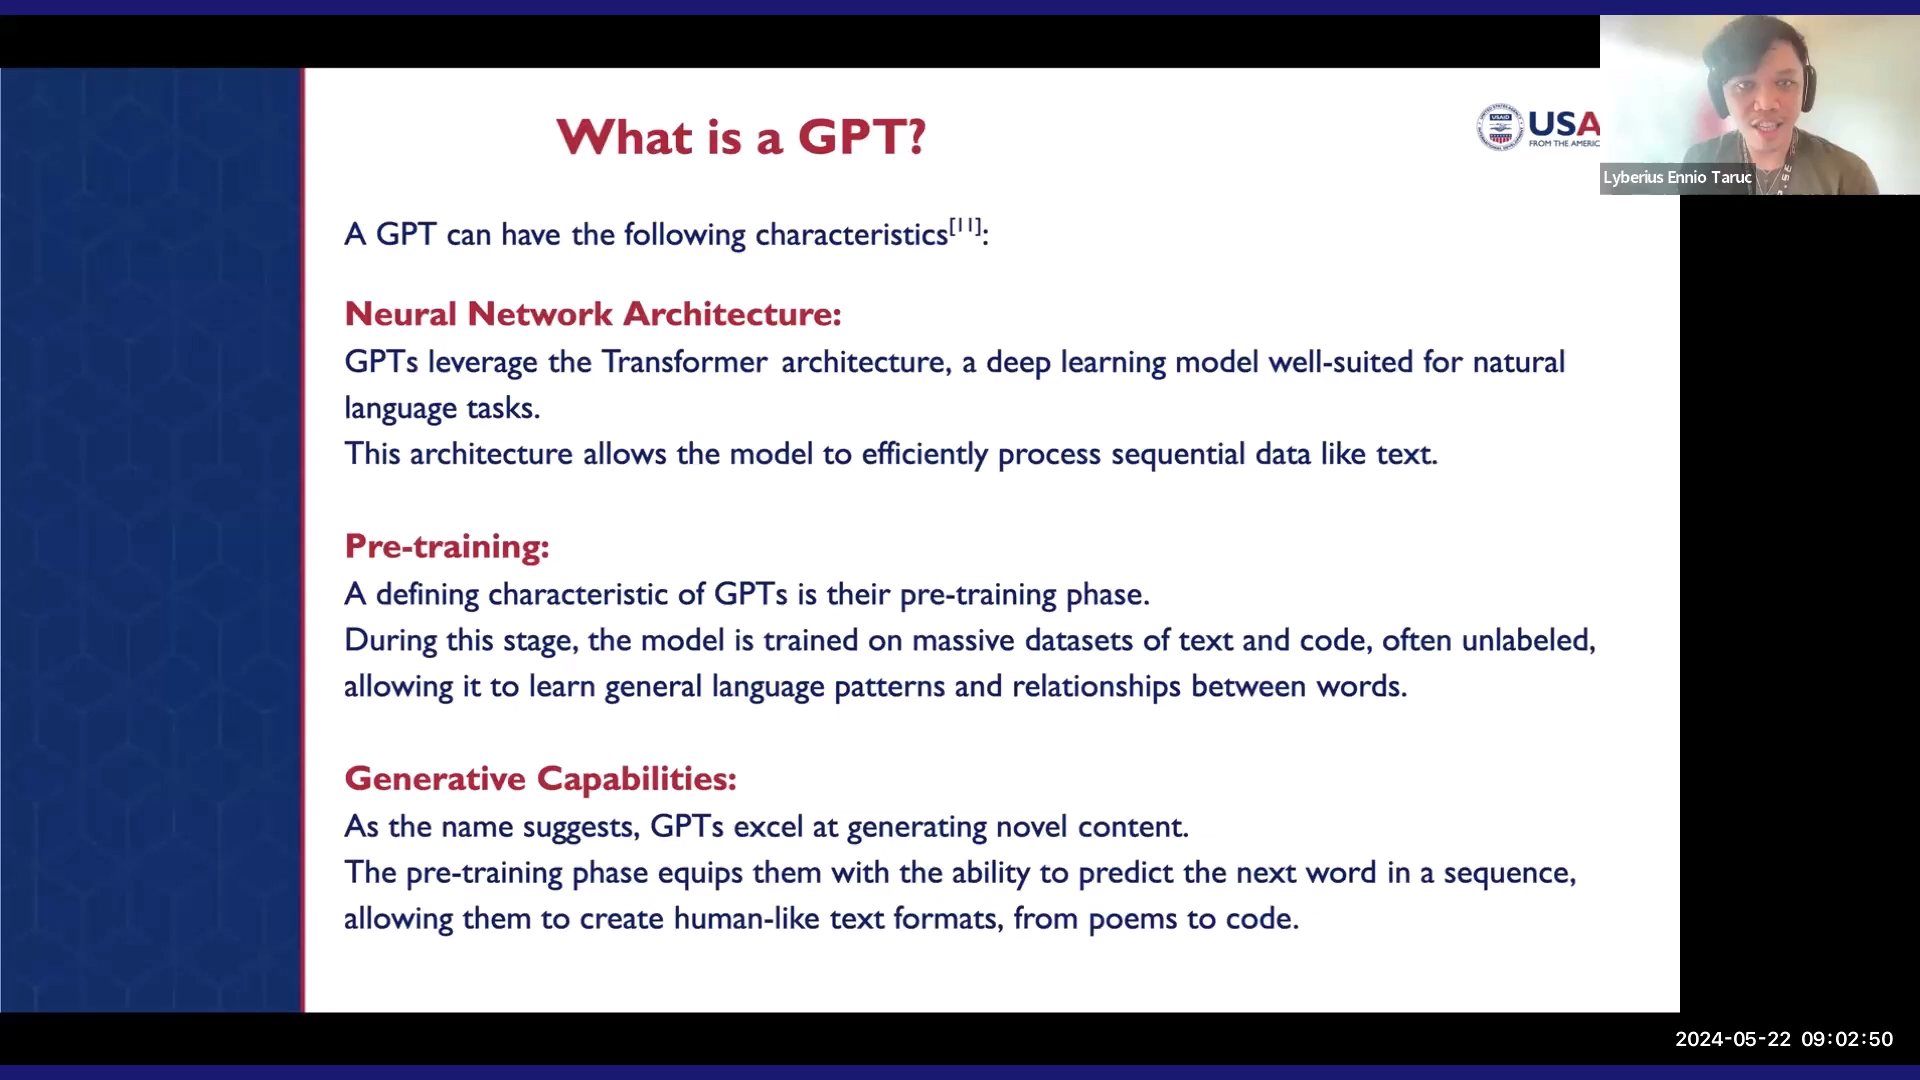 What is a GPT?
USAID
USA
FROM THE AMERIC
Lyberius Ennio Taruc
A GPT can have the following characteristics[11]:
Neural Network Architecture:
GPTs leverage the Transformer architecture, a deep learning model well-suited for natural
language tasks.
This architecture allows the model to efficiently process sequential data like text.
Pre-training:
A defining characteristic of GPTs is their pre-training phase.
During this stage, the model is trained on massive datasets of text and code, often unlabeled,
allowing it to learn general language patterns and relationships between words.
Generative Capabilities:
As the name suggests, GPTs excel at generating novel content.
The pre-training phase equips them with the ability to predict the next word in a sequence,
allowing them to create human-like text formats, from poems to code.
2024-05-22 09:02:50